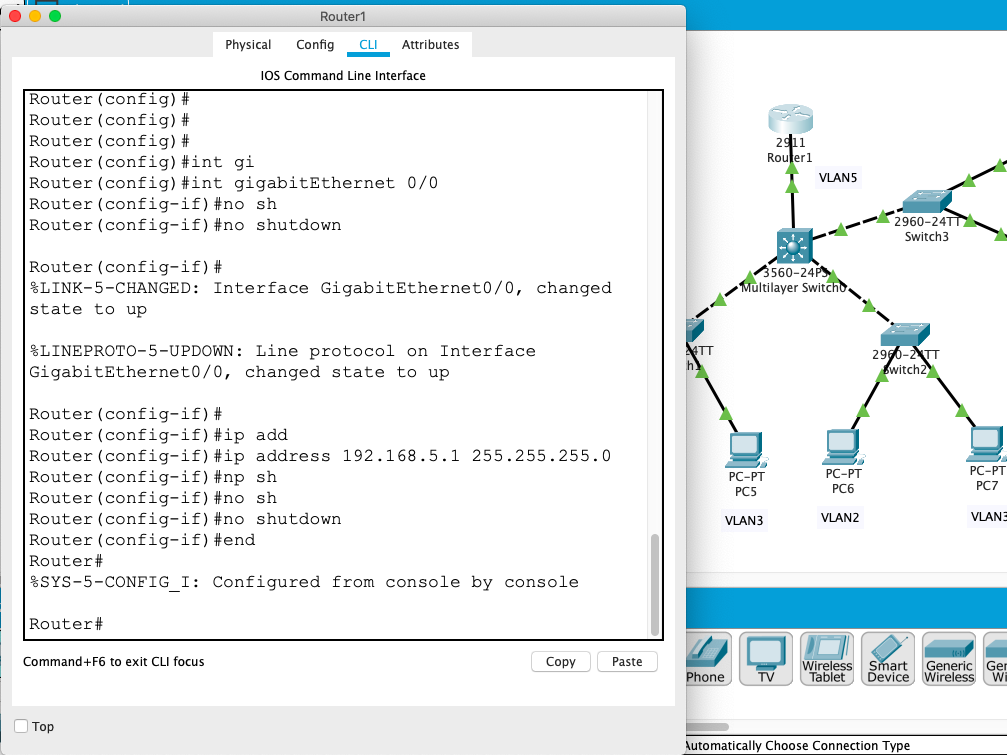 Router1
Physical Config CLI Attributes
IOS Command Line Interface
Router(config)#
Router(config)#
Router(config)#
Router(config)#int gi
Router(config)#int gigabitEthernet 0/0
Router(config-if)#no sh
Router(config-if)#no shutdown
Router(config-if)#
%LINK-5-CHANGED: Interface GigabitEthernet0/0, changed
state to up
%LINEPROTO-5-UPDOWN: Line protocol on Interface
GigabitEthernet0/0, changed state to up
Router(config-if)#
Router(config-if)#ip add
Router(config-if)#ip address 192.168.5.1 255.255.255.0
Router(config-if)#np sh
Router(config-if)#no sh
Router(config-if)#no shutdown
Router(config-if)#end
Router#
%SYS-5-CONFIG_I: Configured from console by console
Router#
Command+F6 to exit CLI focus
Copy Paste
Top
2911
Router1
VLAN5
2960-24TT
Switch3
3560-24PS
Multilayer Switch0
24TT
h1
2960-24TT
Switch2
PC-PT
PC5
VLAN3
PC-PT
PC6
VLAN2
PC-PT
PC7
VLAN3
Phone
TV
Wireless
Tablet
Smart
Device
Generic
Wireless
Gen
Wi
Automatically Choose Connection Type